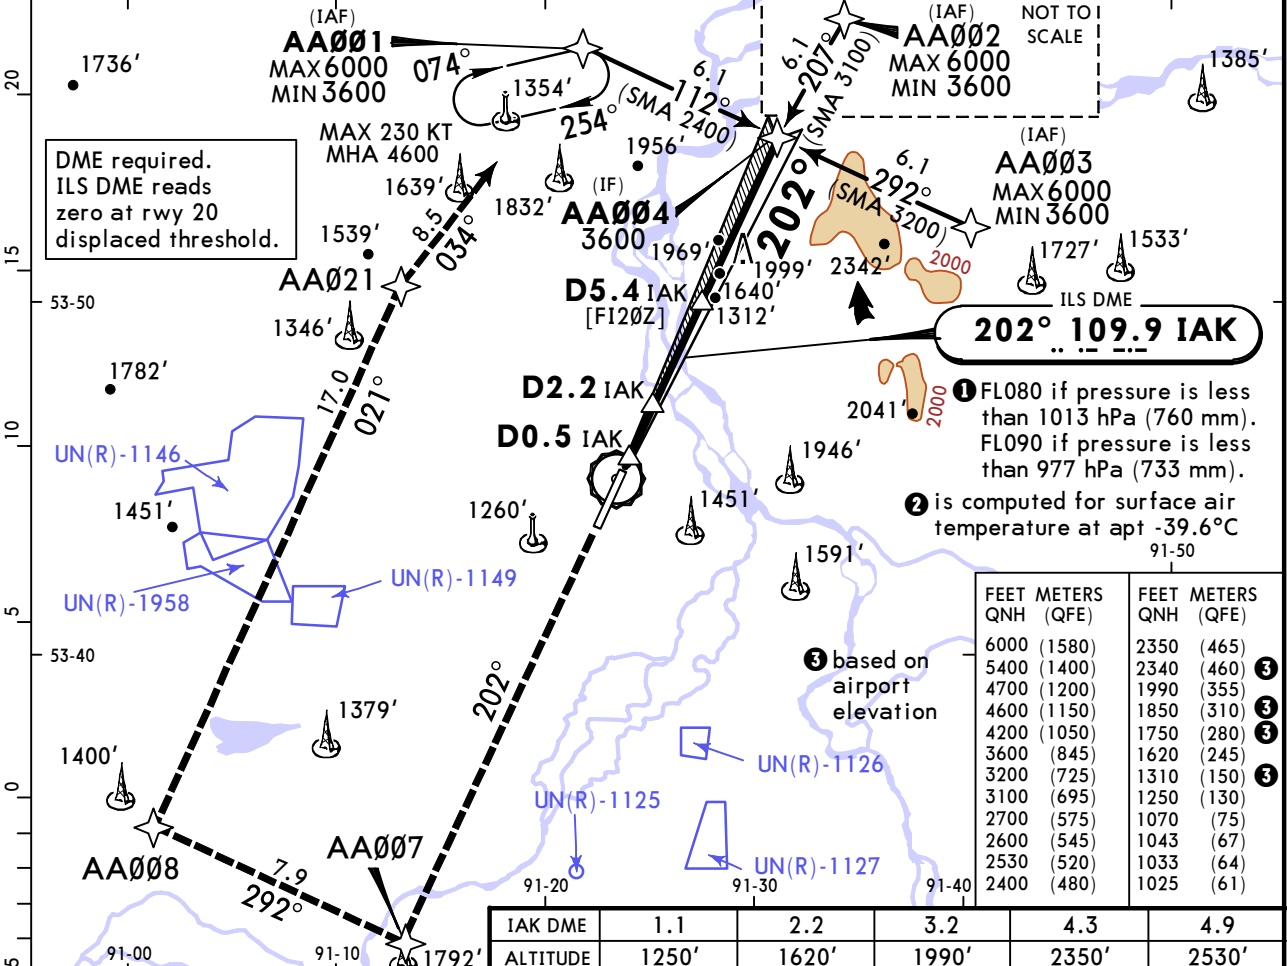 (IAF)
AAØØ1
MAX 6000
MIN 3600
074°
1354′
254°
MAX 230 KT
MHA 4600
6.1
112°
(SMA 2400)
6.1
207°
(SMA 3100)
(IAF)
AAØØ2
MAX 6000
MIN 3600
NOT TO
SCALE
1385′
1736′
20
DME required.
ILS DME reads
zero at rwy 20
displaced threshold.
1639′
1832′
1956′
(IF)
AAØØ4
3600
202°
6.1
292°
(SMA 3200)
(IAF)
AAØØ3
MAX 6000
MIN 3600
1539′
8.5
034°
AAØ21
1969′
1999′
2342′
2000
1727′
1533′
15
53-50
1346′
D5.4 IAK
[FI2ØZ]
1640′
1312′
ILS DME
202° 109.9 IAK
1782′
17.0
021°
D2.2 IAK
2041′
2000
1 FL080 if pressure is less
than 1013 hPa (760 mm).
FL090 if pressure is less
than 977 hPa (733 mm).
2 is computed for surface air
temperature at apt -39.6°C
10
UN(R)-1146
D0.5 IAK
1946′
1451′
1260′
1451′
91-50
UN(R)-1149
1591′
UN(R)-1958
5
53-40
202°
3 based on
airport
elevation
FEET METERS
QNH (QFE)
6000 (1580)
5400 (1400)
4700 (1200)
4600 (1150)
4200 (1050)
3600 (845)
3200 (725)
3100 (695)
2700 (575)
2600 (545)
2530 (520)
2400 (480)
FEET METERS
QNH (QFE)
2350 (465)
2340 (460) 3
1990 (355)
1850 (310) 3
1750 (280) 3
1620 (245)
1310 (150) 3
1250 (130)
1070 (75)
1043 (67)
1033 (64)
1025 (61)
1379′
1400′
UN(R)-1126
0
UN(R)-1125
AAØØ8
AAØØ7
UN(R)-1127
7.9
292°
91-20
91-30
91-40
91-00
91-10
1792′
5
IAK DME 1.1 2.2 3.2 4.3 4.9
ALTITUDE 1250′ 1620′ 1990′ 2350′ 2530′